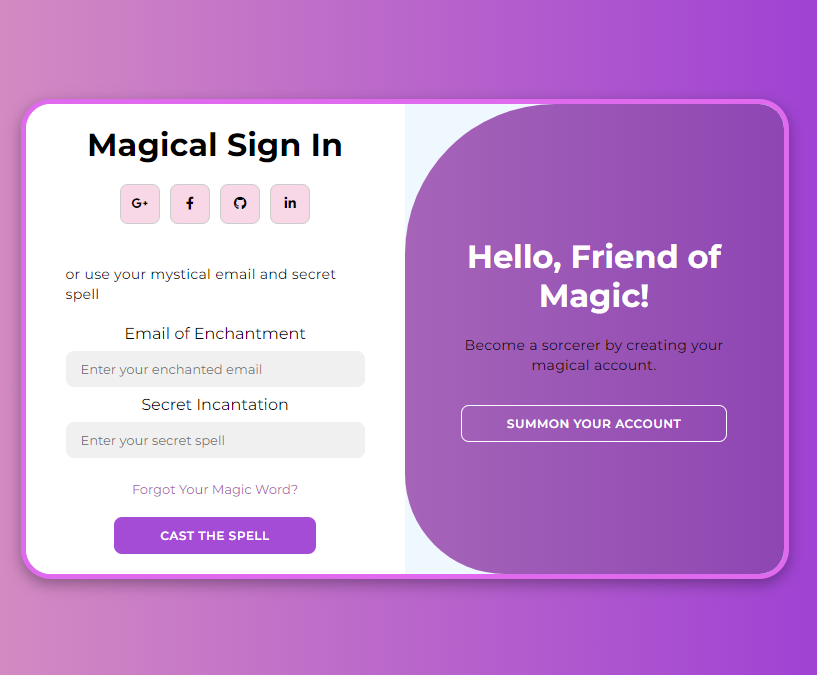 Magical Sign In
G+ f in
or use your mystical email and secret
spell
Email of Enchantment
Enter your enchanted email
Secret Incantation
Enter your secret spell
Forgot Your Magic Word?
CAST THE SPELL
Hello, Friend of
Magic!
Become a sorcerer by creating your
magical account.
SUMMON YOUR ACCOUNT